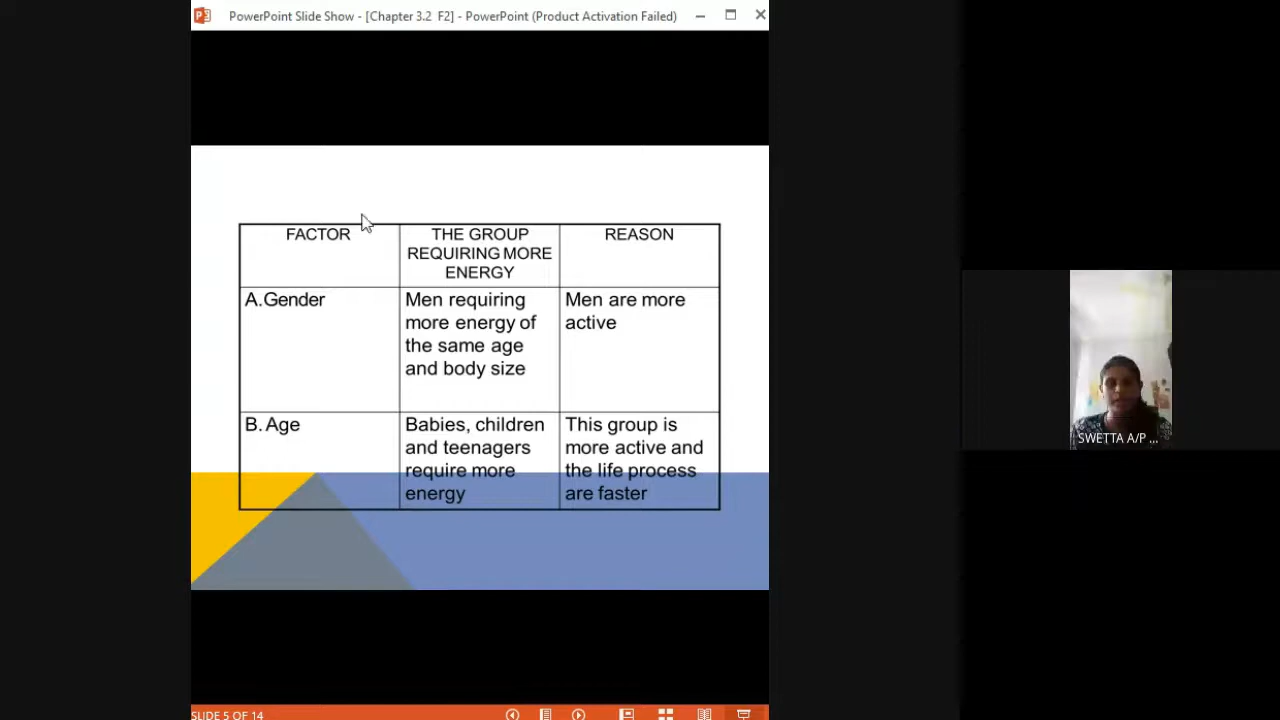 PowerPoint Slide Show - [Chapter 3.2 F2] - PowerPoint (Product Activation Failed)
FACTOR
THE GROUP
REQUIRING MORE
ENERGY
REASON
A.Gender
Men requiring
more energy of
the same age
and body size
Men are more
active
B. Age
Babies, children
and teenagers
require more
energy
This group is
more active and
the life process
are faster
SWETTA A/P ...
SLIDE 5 OF 14